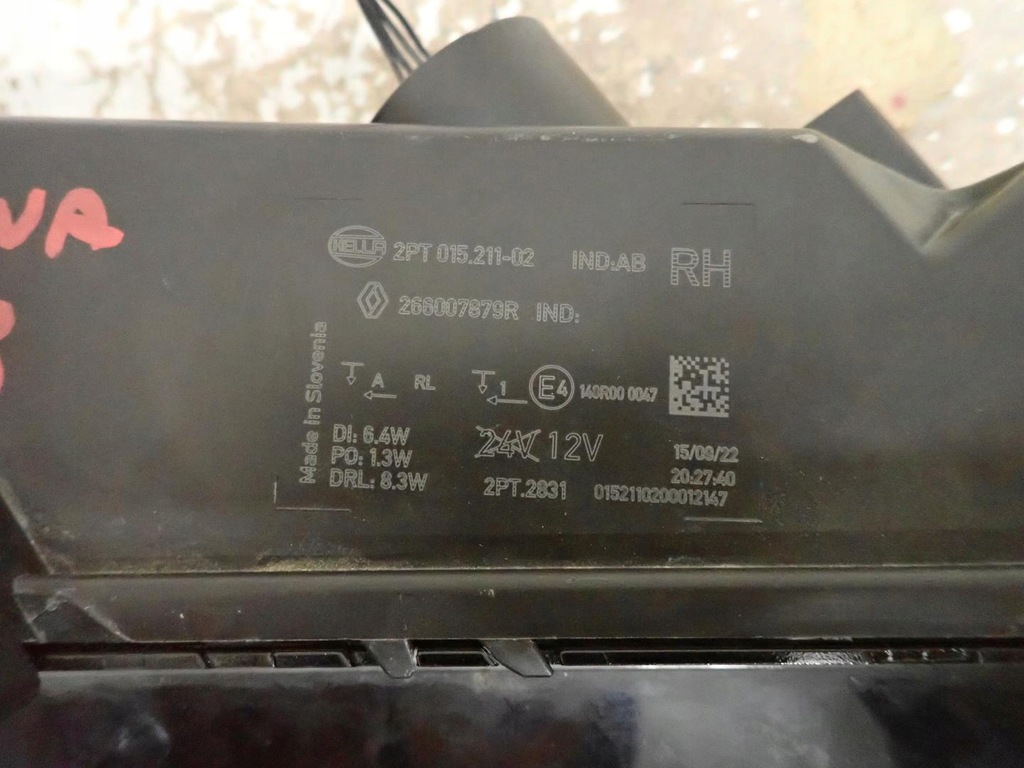 HELLA 2PT 015.211-02 IND:AB RH
266007879R IND:
Made in Slovenia
A RL 1 E4 148R00 0047
DI: 6.4W
PO: 1.3W
DRL: 8.3W
24V 12V
2PT.2831
15/09/22
20:27:40
0152110200012147